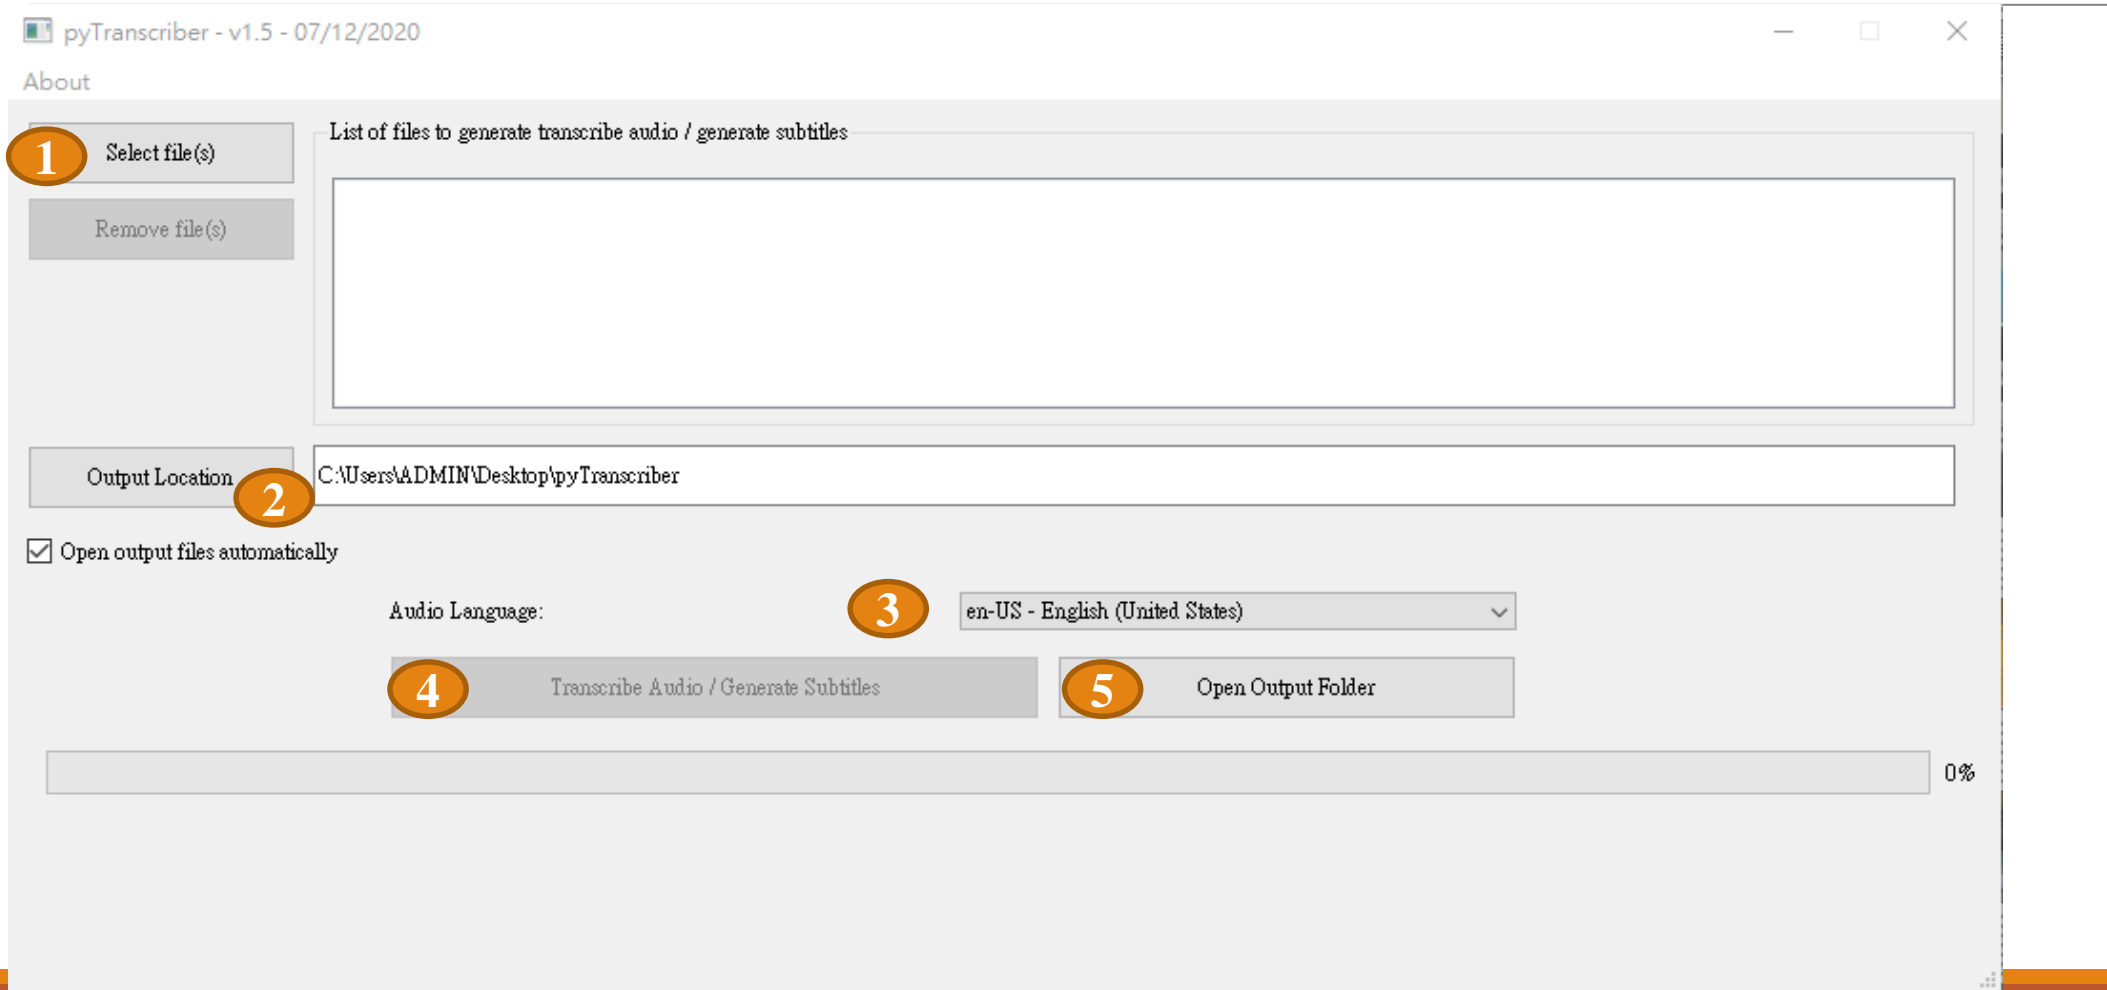 pyTranscriber - v1.5 - 07/12/2020
About
1 Select file(s)
List of files to generate transcribe audio / generate subtitles
Remove file(s)
Output Location 2 C:\Users\ADMIN\Desktop\pyTranscriber
Open output files automatically
Audio Language: 3 en-US - English (United States)
4 Transcribe Audio / Generate Subtitles 5 Open Output Folder
0%